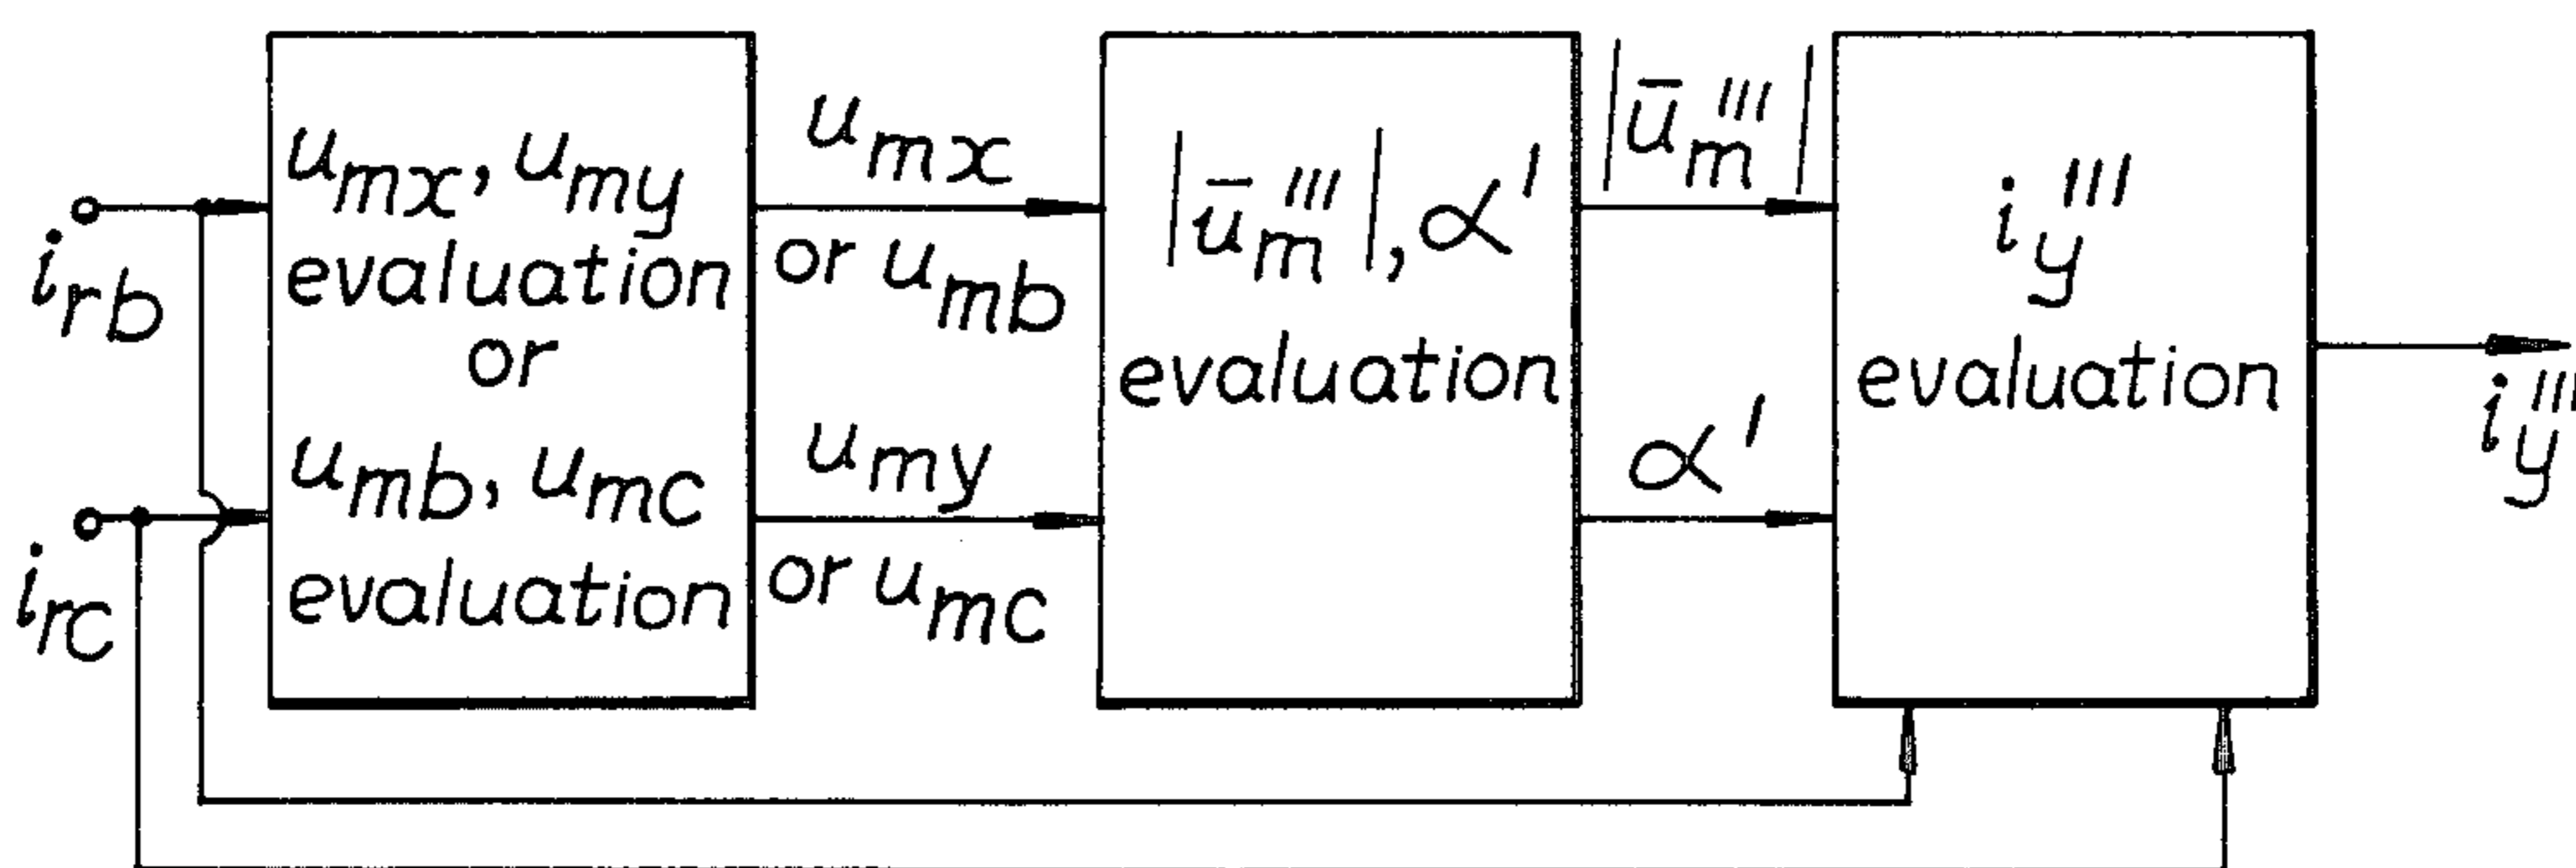 i_rb
i_rc
u_mx, u_my
evaluation
or
u_mb, u_mc
evaluation
u_mx
or u_mb
u_my
or u_mc
|ū_m'''|, α'
evaluation
|ū_m'''|
α'
i_y'''
evaluation
i_y'''